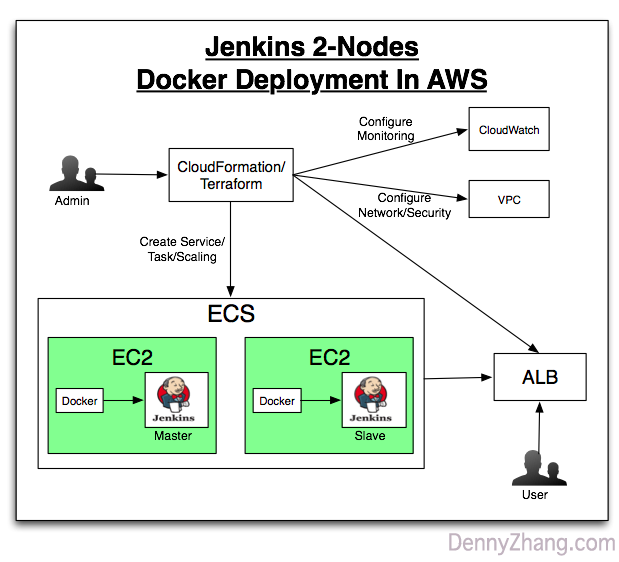 Jenkins 2-Nodes
Docker Deployment In AWS
Configure
Monitoring
CloudWatch
CloudFormation/
Terraform
Admin
Configure
Network/Security
VPC
Create Service/
Task/Scaling
ECS
EC2
EC2
Docker
Jenkins
Master
Docker
Jenkins
Slave
ALB
User
DennyZhang.com